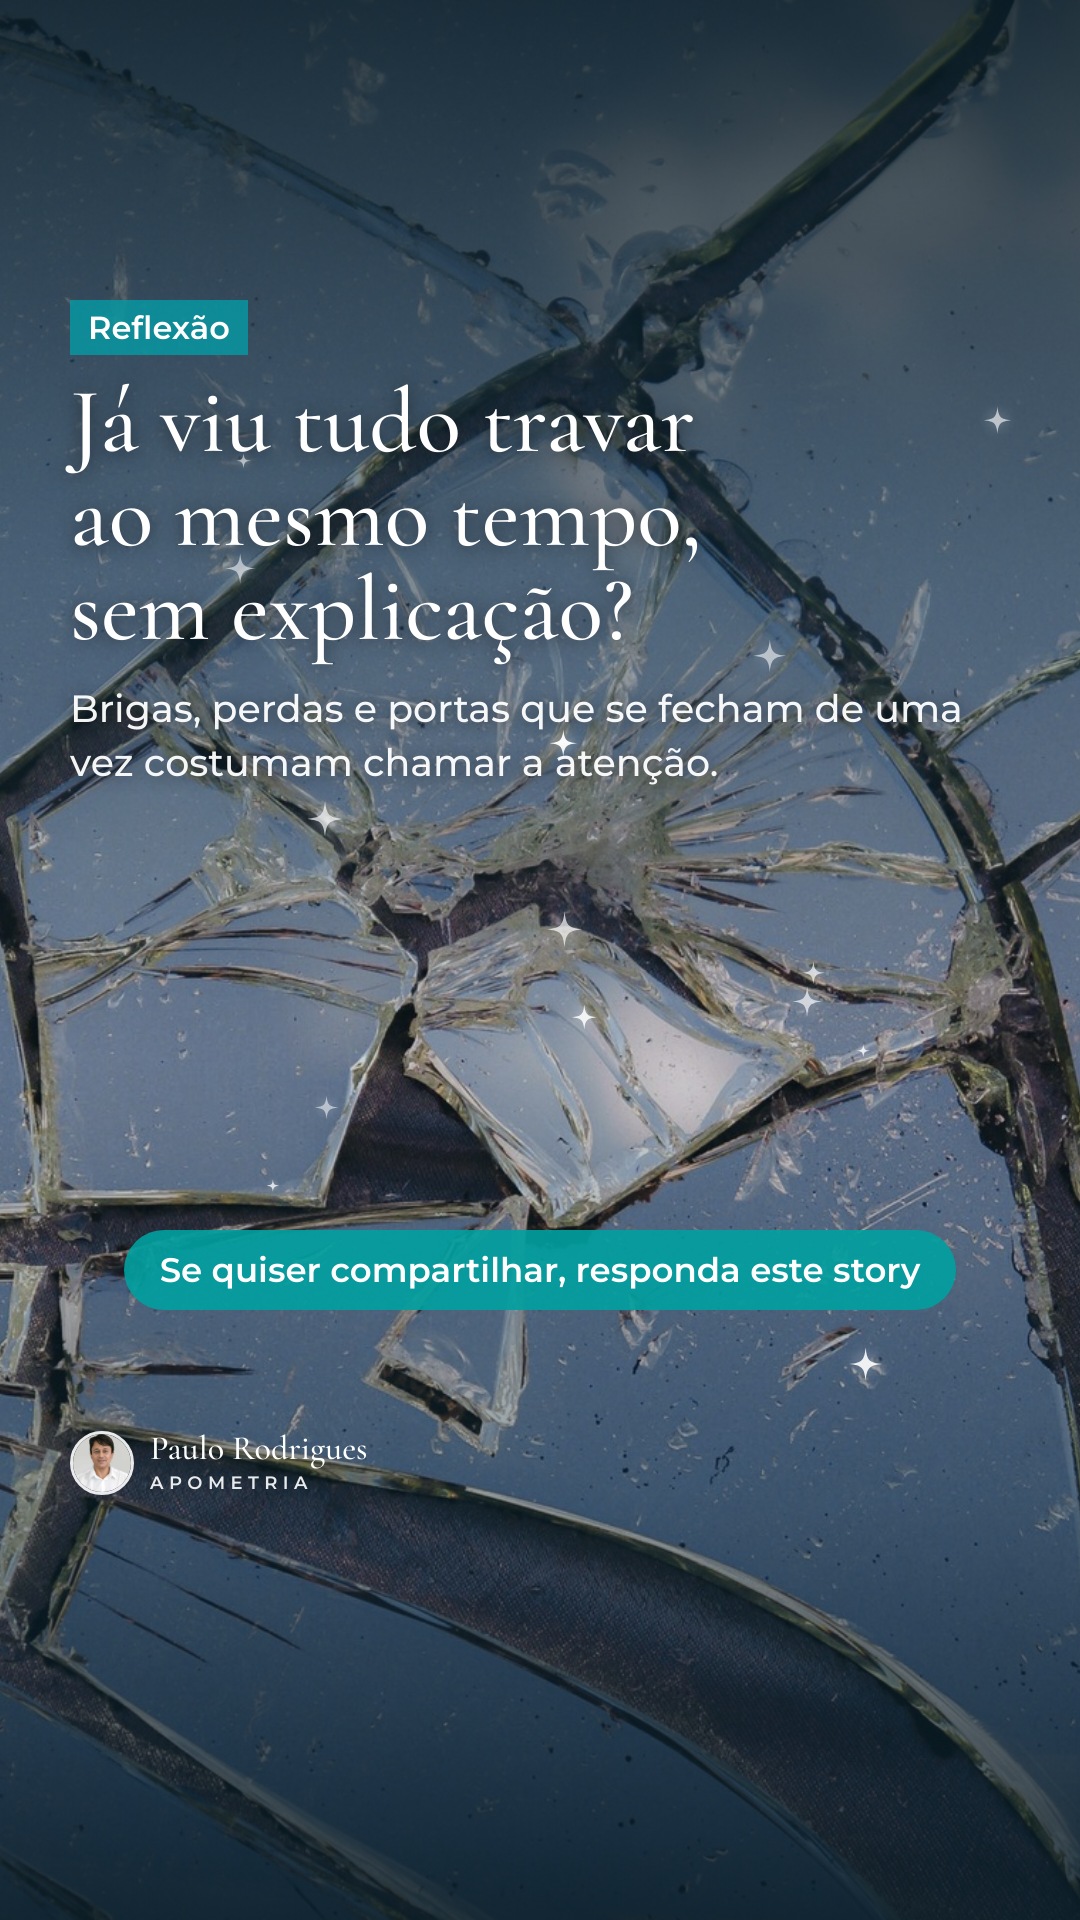 Reflexão
Já viu tudo travar
ao mesmo tempo,
sem explicação?
Brigas, perdas e portas que se fecham de uma
vez costumam chamar a atenção.
Se quiser compartilhar, responda este story
Paulo Rodrigues
APOMETRIA